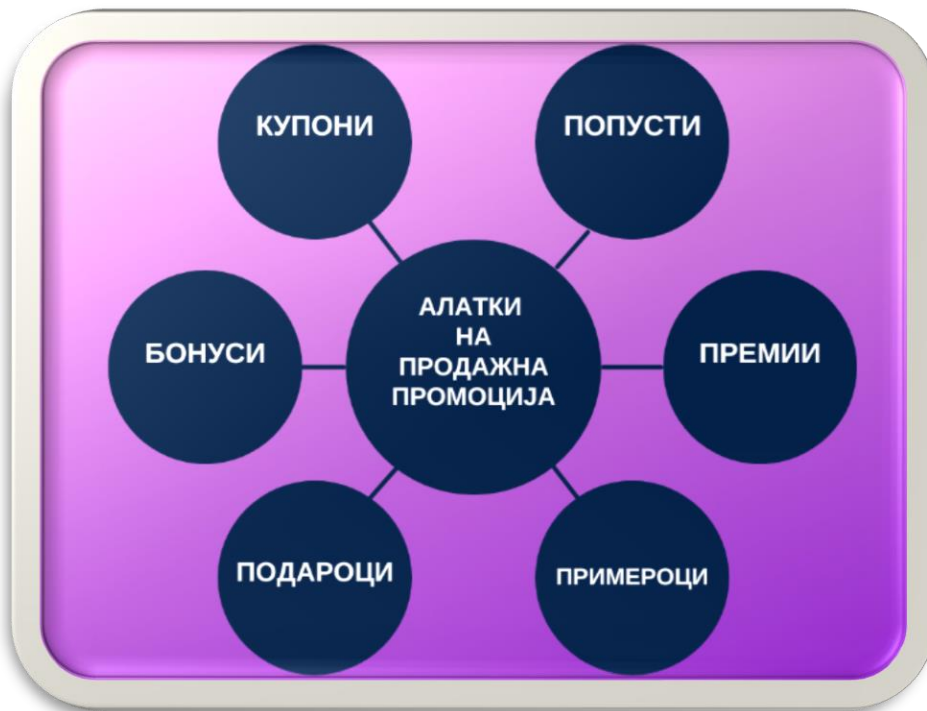 КУПОНИ
ПОПУСТИ
АЛАТКИ
НА
ПРОДАЖНА
ПРОМОЦИЈА
БОНУСИ
ПРЕМИИ
ПОДАРОЦИ
ПРИМЕРОЦИ